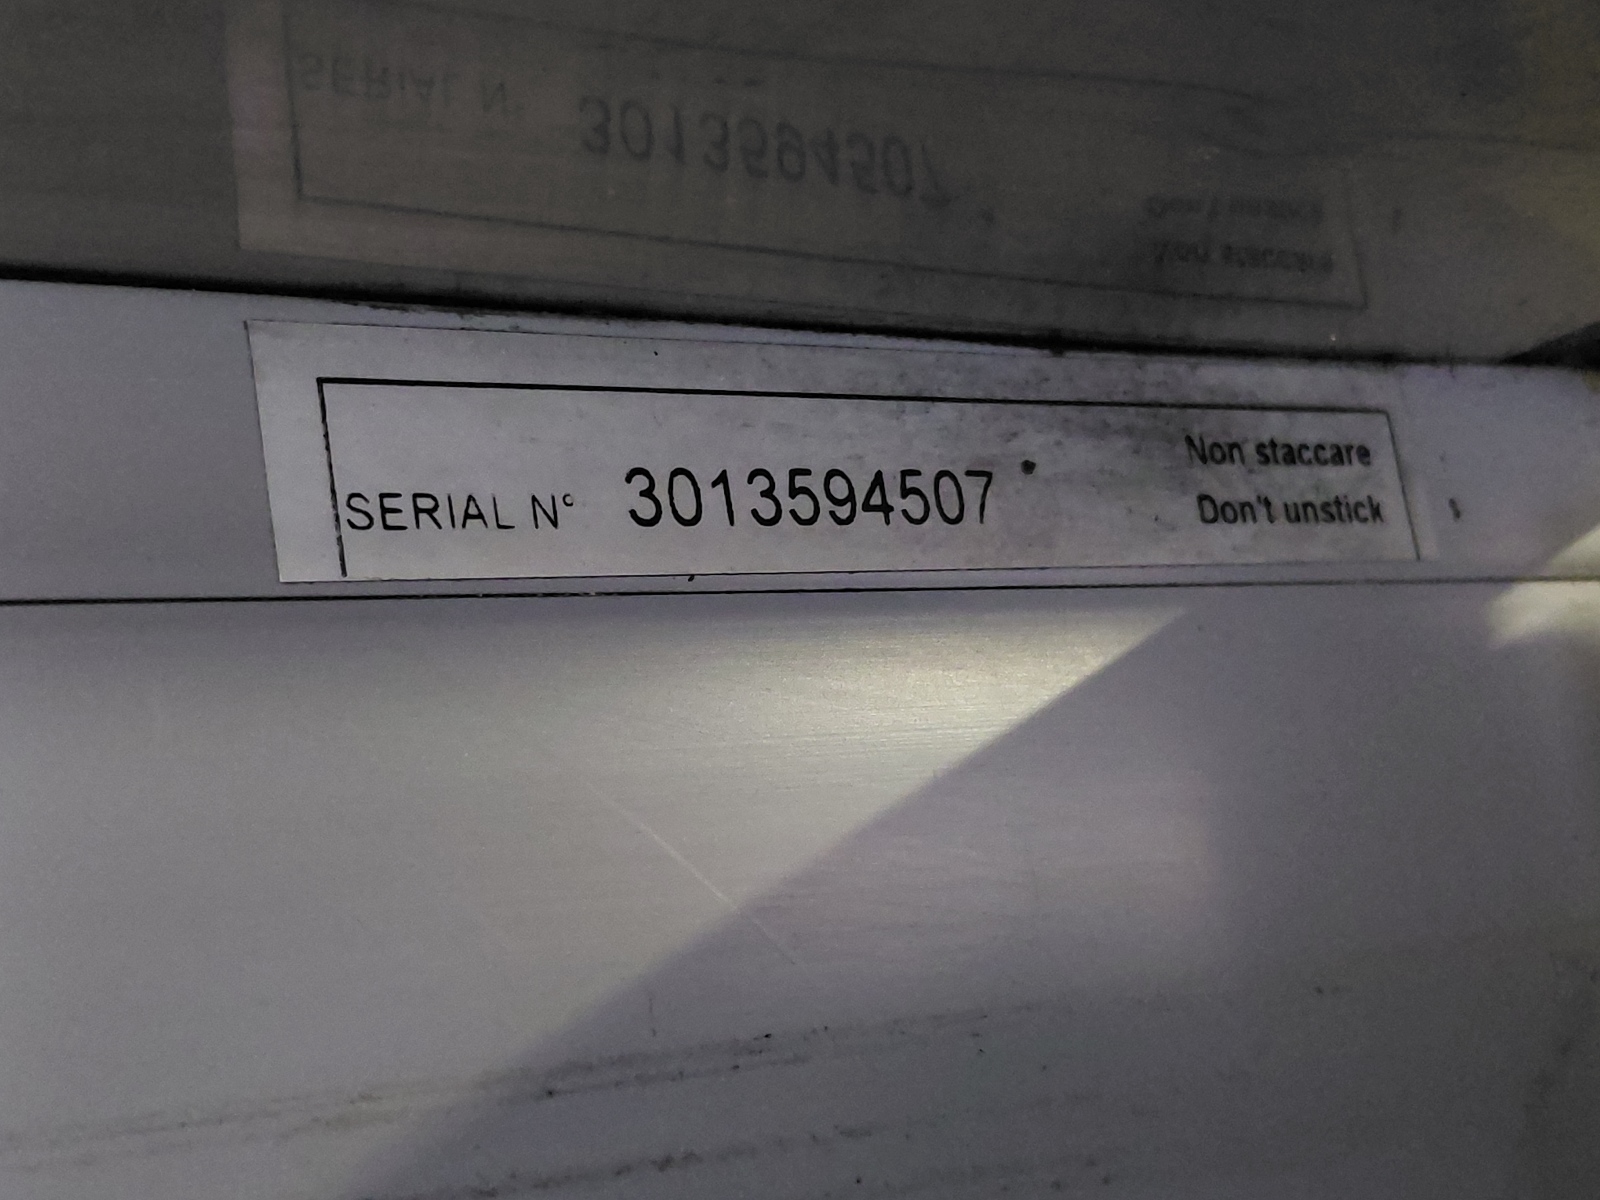 Non staccare
SERIAL N° 3013594507
Don't unstick